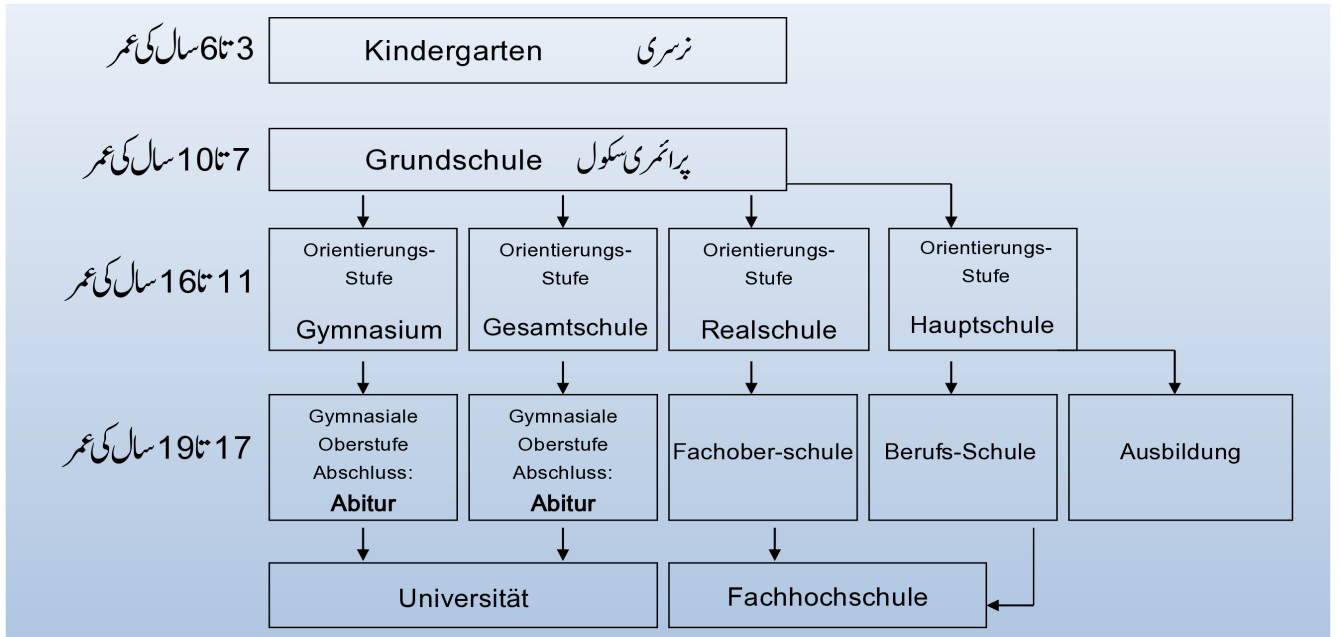 3 تا 6 سال کی عمر
Kindergarten نرسری
7 تا 10 سال کی عمر
Grundschule پرائمری سکول
11 تا 16 سال کی عمر
Orientierungs-
Stufe
Gymnasium
Orientierungs-
Stufe
Gesamtschule
Orientierungs-
Stufe
Realschule
Orientierungs-
Stufe
Hauptschule
17 تا 19 سال کی عمر
Gymnasiale
Oberstufe
Abschluss:
Abitur
Gymnasiale
Oberstufe
Abschluss:
Abitur
Fachober-schule
Berufs-Schule
Ausbildung
Universität
Fachhochschule